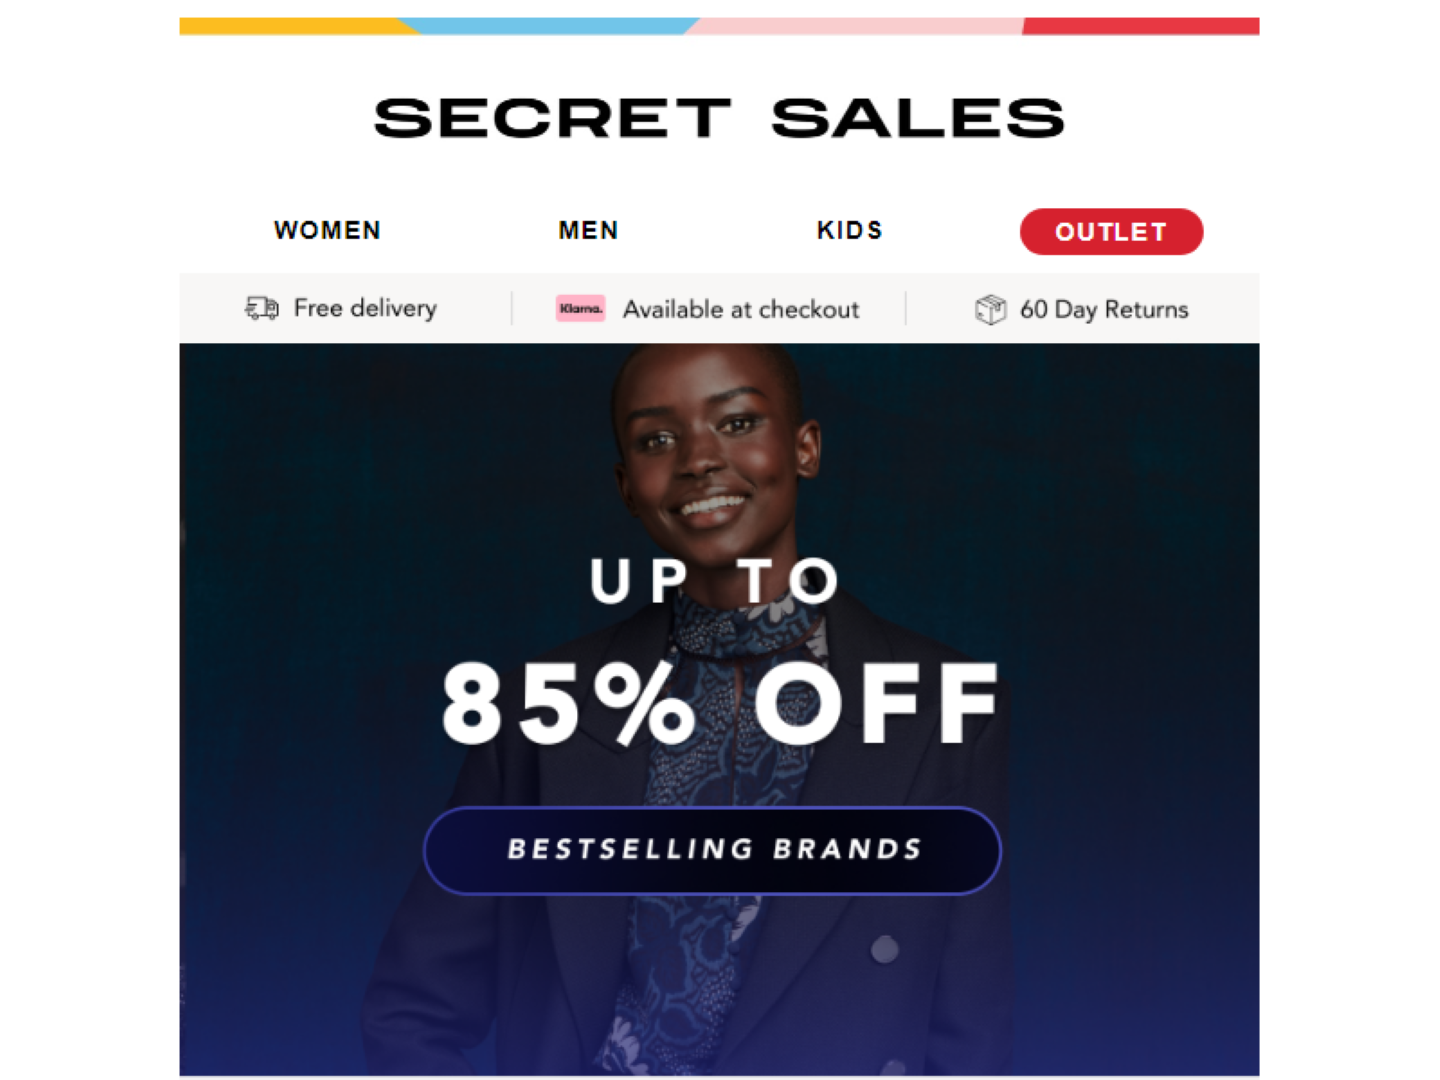 SECRET SALES
WOMEN MEN KIDS OUTLET
Free delivery Klarna. Available at checkout 60 Day Returns
UP TO
85% OFF
BESTSELLING BRANDS